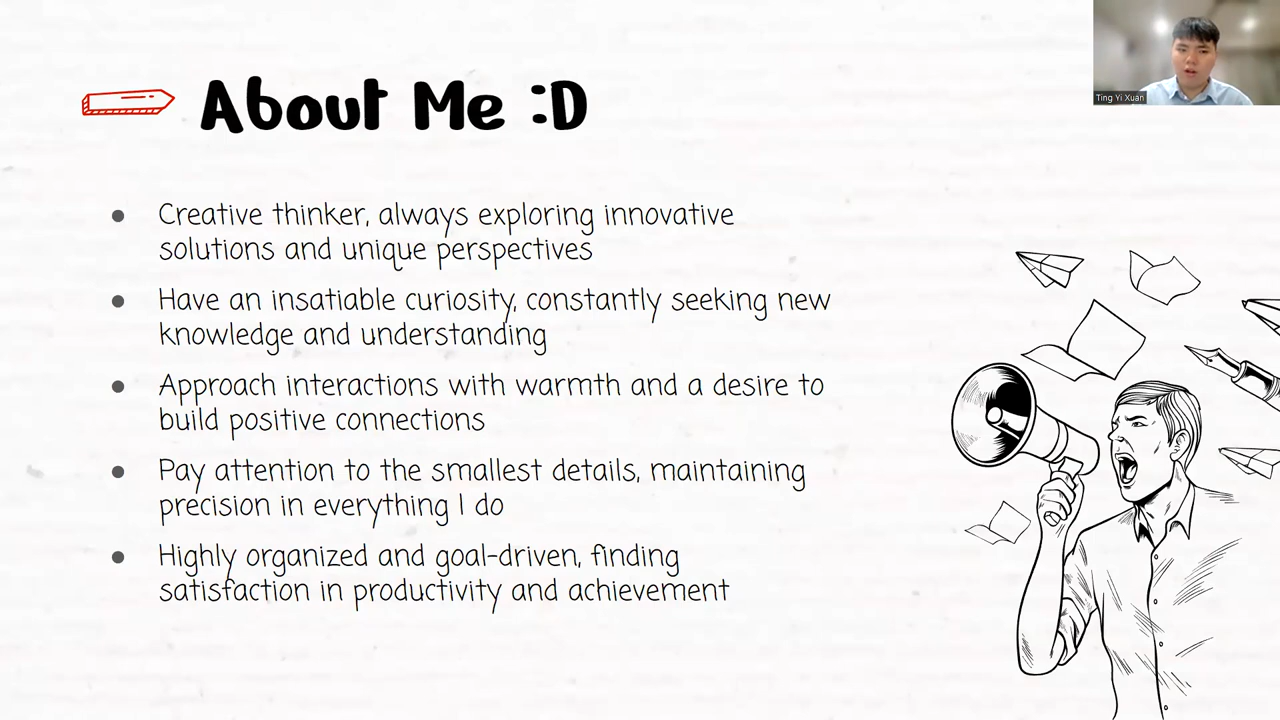 Ting Yi Xuan
About Me :D
● Creative thinker, always exploring innovative
solutions and unique perspectives
● Have an insatiable curiosity, constantly seeking new
knowledge and understanding
● Approach interactions with warmth and a desire to
build positive connections
● Pay attention to the smallest details, maintaining
precision in everything I do
● Highly organized and goal-driven, finding
satisfaction in productivity and achievement